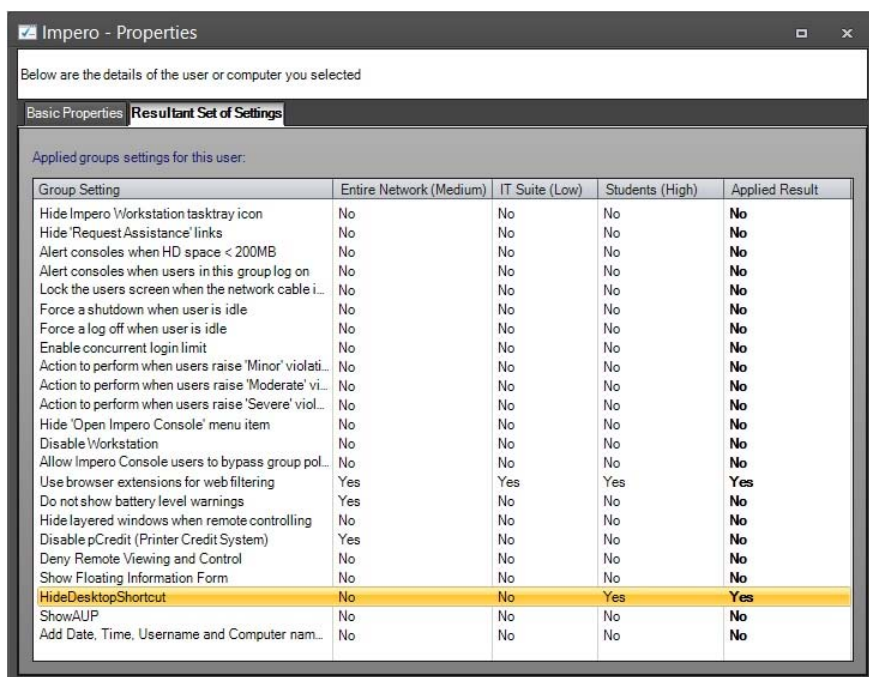 Impero - Properties
Below are the details of the user or computer you selected
Basic Properties Resultant Set of Settings
Applied groups settings for this user:
Group Setting Entire Network (Medium) IT Suite (Low) Students (High) Applied Result
Hide Impero Workstation tasktray icon No No No No
Hide 'Request Assistance' links No No No No
Alert consoles when HD space < 200MB No No No No
Alert consoles when users in this group log on No No No No
Lock the users screen when the network cable i... No No No No
Force a shutdown when user is idle No No No No
Force a log off when user is idle No No No No
Enable concurrent login limit No No No No
Action to perform when users raise 'Minor' violati... No No No No
Action to perform when users raise 'Moderate' vi... No No No No
Action to perform when users raise 'Severe' viol... No No No No
Hide 'Open Impero Console' menu item No No No No
Disable Workstation No No No No
Allow Impero Console users to bypass group pol... No No No No
Use browser extensions for web filtering Yes Yes Yes Yes
Do not show battery level warnings Yes No No No
Hide layered windows when remote controlling No No No No
Disable pCredit (Printer Credit System) Yes No No No
Deny Remote Viewing and Control No No No No
Show Floating Information Form No No No No
HideDesktopShortcut No No Yes Yes
ShowAUP No No No No
Add Date, Time, Username and Computer nam... No No No No